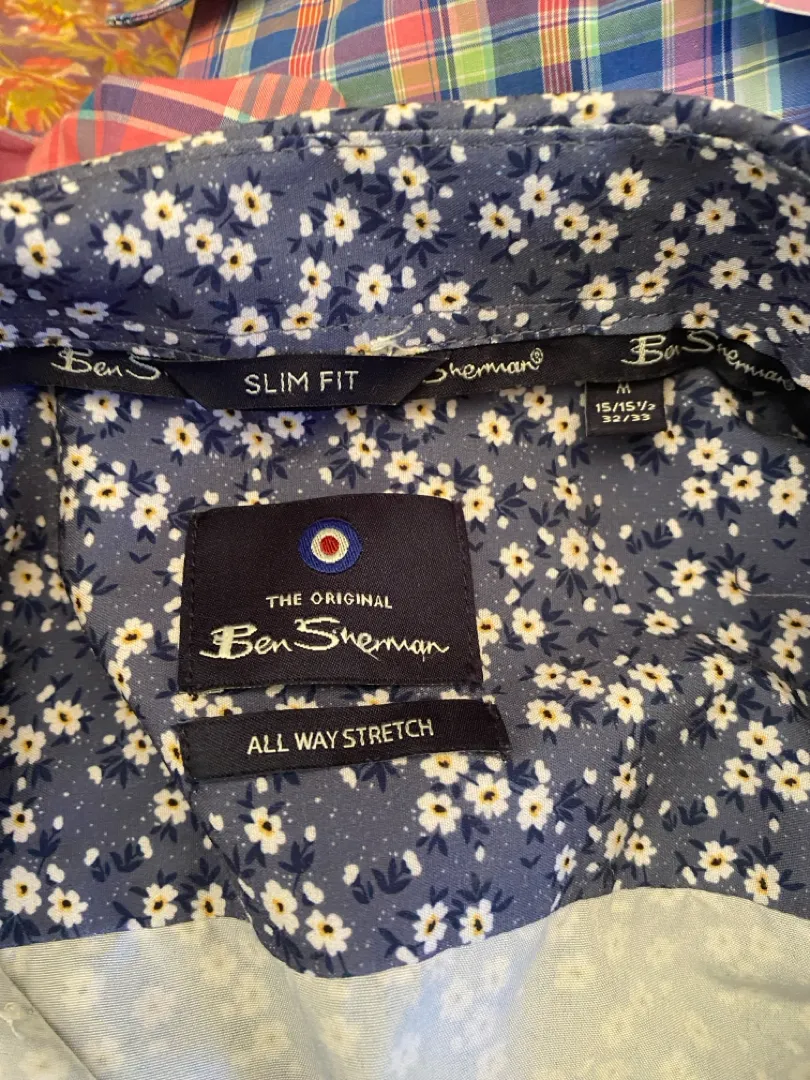 Ben S
SLIM FIT
Sherman®
Ben Sherman
M
15/15½
32/33
THE ORIGINAL
Ben Sherman
ALL WAY STRETCH